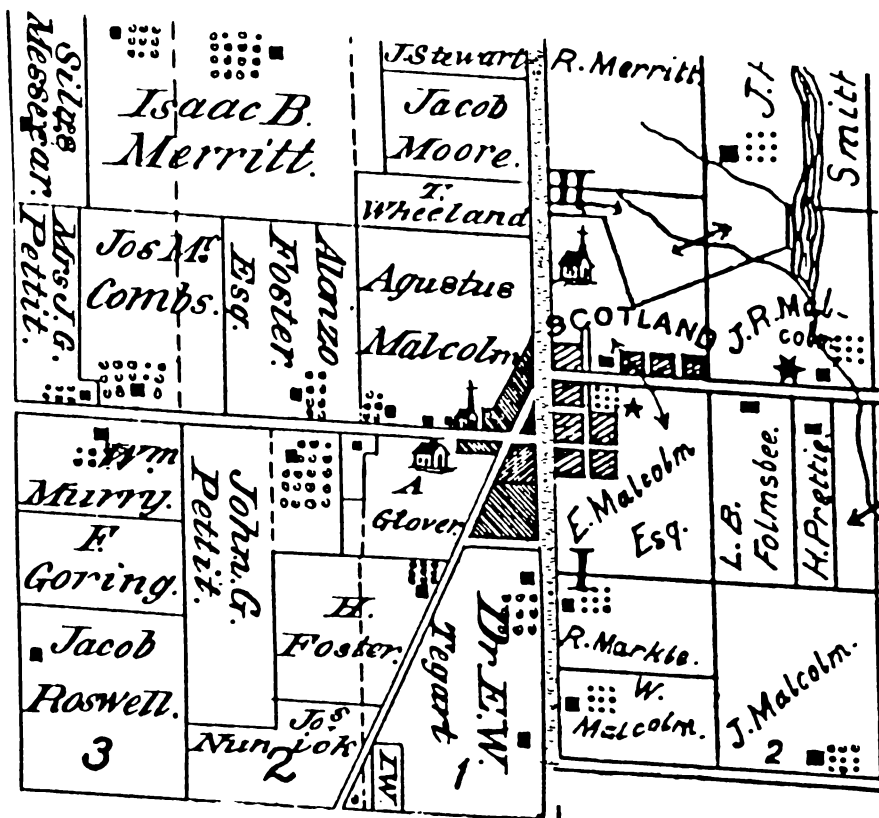 Silas
Messecar.
Isaac B.
Merritt.
J. Stewart
Jacob
Moore.
T.
Wheeland
R. Merritt.
Smith
Mrs J. G.
Pettit.
Jos Mc
Combs.
Esq.
Alonzo
Foster.
Agustus
Malcolm
SCOTLAND
J. R. Mal-
colm
Wm
Murry.
F.
Goring.
Jacob
Roswell.
3
John. G.
Pettit.
A
Glover
H.
Foster.
Jos
2
I.W.
Dr. E. W.
Tegart
1
E. Malcolm
Esq.
L. B.
Folmsbee.
H. Prettie
R. Markle.
W.
Malcolm.
J. Malcolm.
2